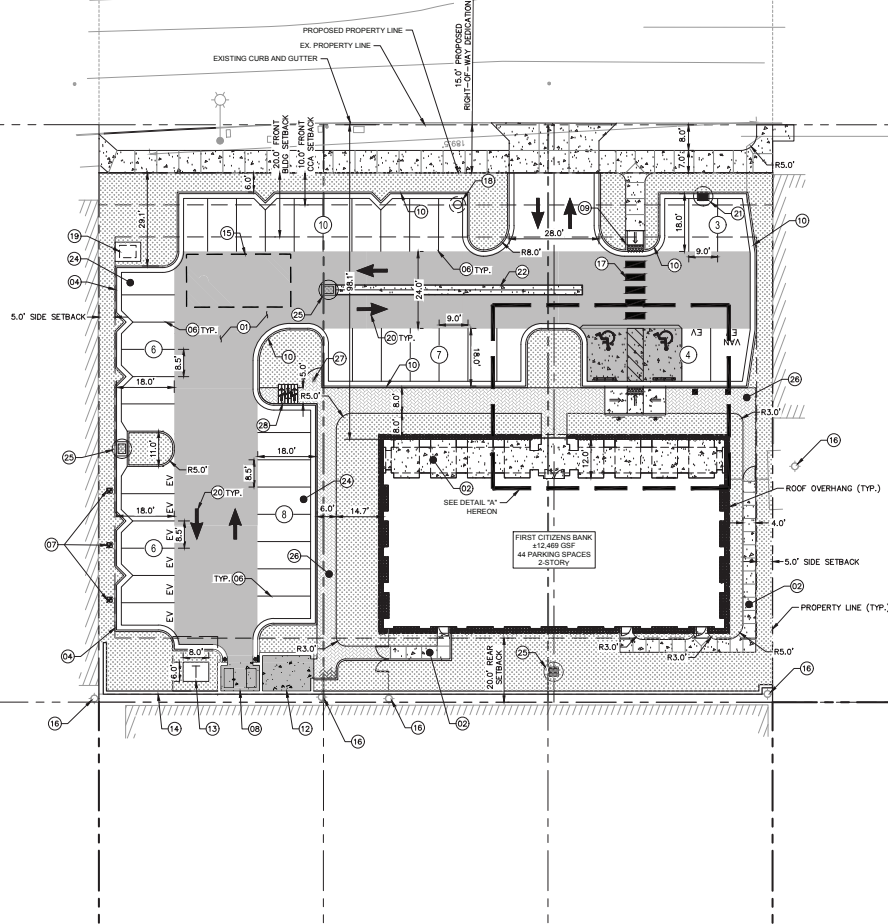 PROPOSED PROPERTY LINE
EX. PROPERTY LINE
EXISTING CURB AND GUTTER
15.0' PROPOSED
RIGHT-OF-WAY DEDICATION
20.0' FRONT
BLDG SETBACK
10.0' FRONT
CCA SETBACK
1899.5
8.0'
7.0'
R5.0'
6.0'
29.1'
18
10
10
09
28.0'
R8.0'
18.0'
9.0'
21
3
10
10
19
24
04
15
06 TYP.
22
17
98.1'
24.0'
25
5.0' SIDE SETBACK
06 TYP.
01
20 TYP.
9.0'
7
18.0'
EV
EV
VAN
4
6
8.5'
18.0'
10
27
5.0'
10
R5.0'
8.0'
8.0'
26
R3.0'
28
25
11.0'
R5.0'
18.0'
8.5'
12.0'
16
02
24
ROOF OVERHANG (TYP.)
EV
EV
EV
EV
18.0'
20 TYP.
8
6.0'
14.7'
SEE DETAIL "A"
HEREON
4.0'
07
8.5'
6
FIRST CITIZENS BANK
±12,469 GSF
44 PARKING SPACES
2-STORY
26
5.0' SIDE SETBACK
TYP. 06
02
PROPERTY LINE (TYP.)
04
8.0'
6.0'
T
R3.0'
02
20.0' REAR
SETBACK
25
R3.0'
R3.0'
R5.0'
16
16
14
13
08
12
16
16
02